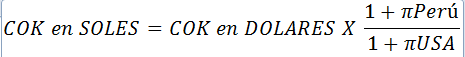 COK en SOLES = COK en DOLARES X (1 + πPerú) / (1 + πUSA)